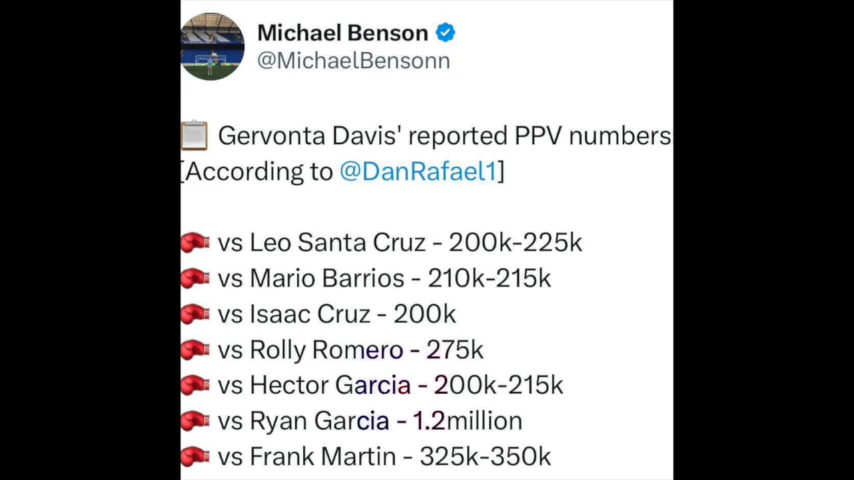 Michael Benson
@MichaelBensonn
Gervonta Davis' reported PPV numbers:
[According to @DanRafael1]
vs Leo Santa Cruz - 200k-225k
vs Mario Barrios - 210k-215k
vs Isaac Cruz - 200k
vs Rolly Romero - 275k
vs Hector Garcia - 200k-215k
vs Ryan Garcia - 1.2million
vs Frank Martin - 325k-350k